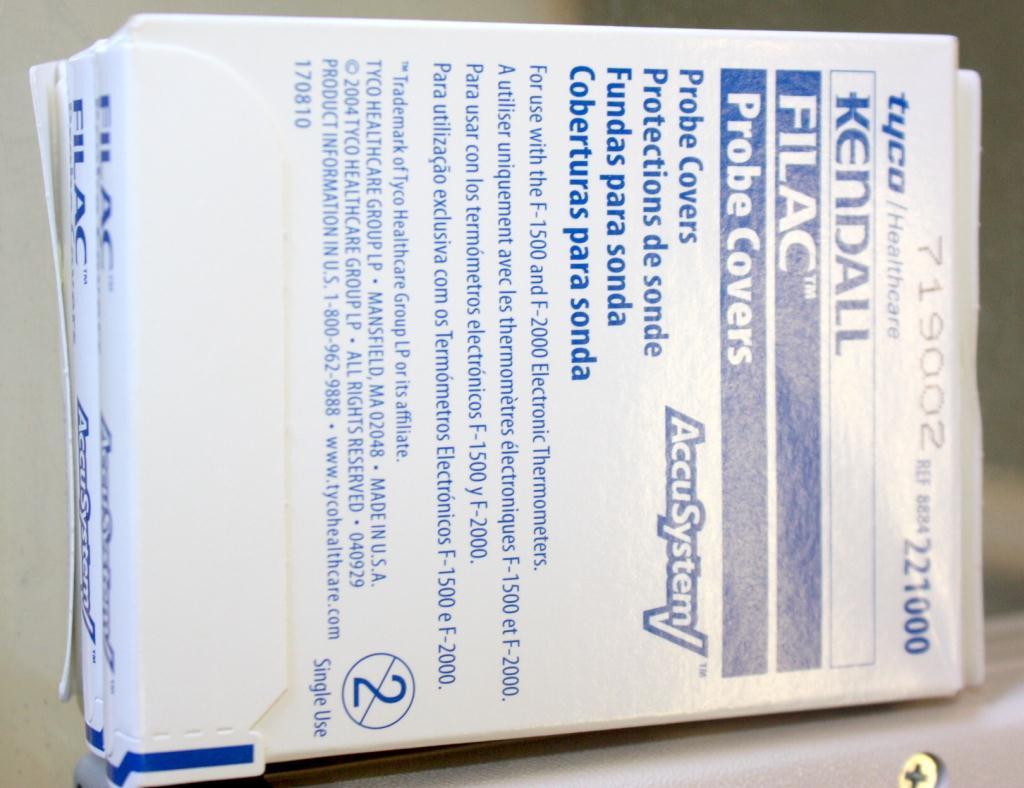 719002
tyco / Healthcare
REF 8884 221000
KENDALL
FILAC™
Probe Covers
Probe Covers
Protections de sonde
Fundas para sonda
Coberturas para sonda
AccuSystem™
For use with the F-1500 and F-2000 Electronic Thermometers.
A utiliser uniquement avec les thermomètres électroniques F-1500 et F-2000.
Para usar con los termómetros electrónicos F-1500 y F-2000.
Para utilização exclusiva com os Termómetros Electrónicos F-1500 e F-2000.
™ Trademark of Tyco Healthcare Group LP or its affiliate.
TYCO HEALTHCARE GROUP LP • MANSFIELD, MA 02048 • MADE IN U.S.A.
© 2004 TYCO HEALTHCARE GROUP LP • ALL RIGHTS RESERVED • 040929
PRODUCT INFORMATION IN U.S. 1-800-962-9888 • www.tycohealthcare.com
170810
2
Single Use
FILAC™ AccuSystem™
FILAC™ AccuSystem™